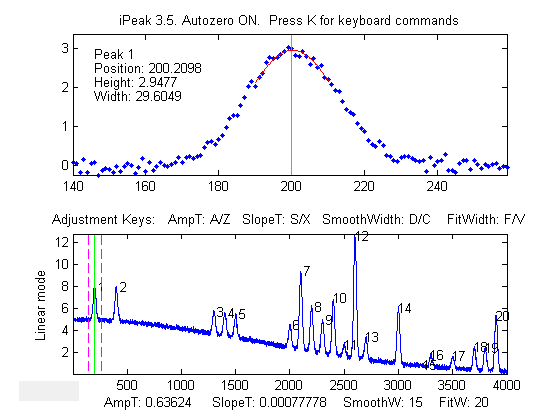 iPeak 3.5. Autozero ON. Press K for keyboard commands
3
2
1
0
Peak 1
Position: 200.2098
Height: 2.9477
Width: 29.6049
140 160 180 200 220 240
Adjustment Keys: AmpT: A/Z SlopeT: S/X SmoothWidth: D/C FitWidth: F/V
Linear mode
12
10
8
6
4
2
1 2 3 4 5 6 7 8 9 10 11 12 13 14 15 16 17 18 19 20
500 1000 1500 2000 2500 3000 3500 4000
AmpT: 0.63624 SlopeT: 0.00077778 SmoothW: 15 FitW: 20